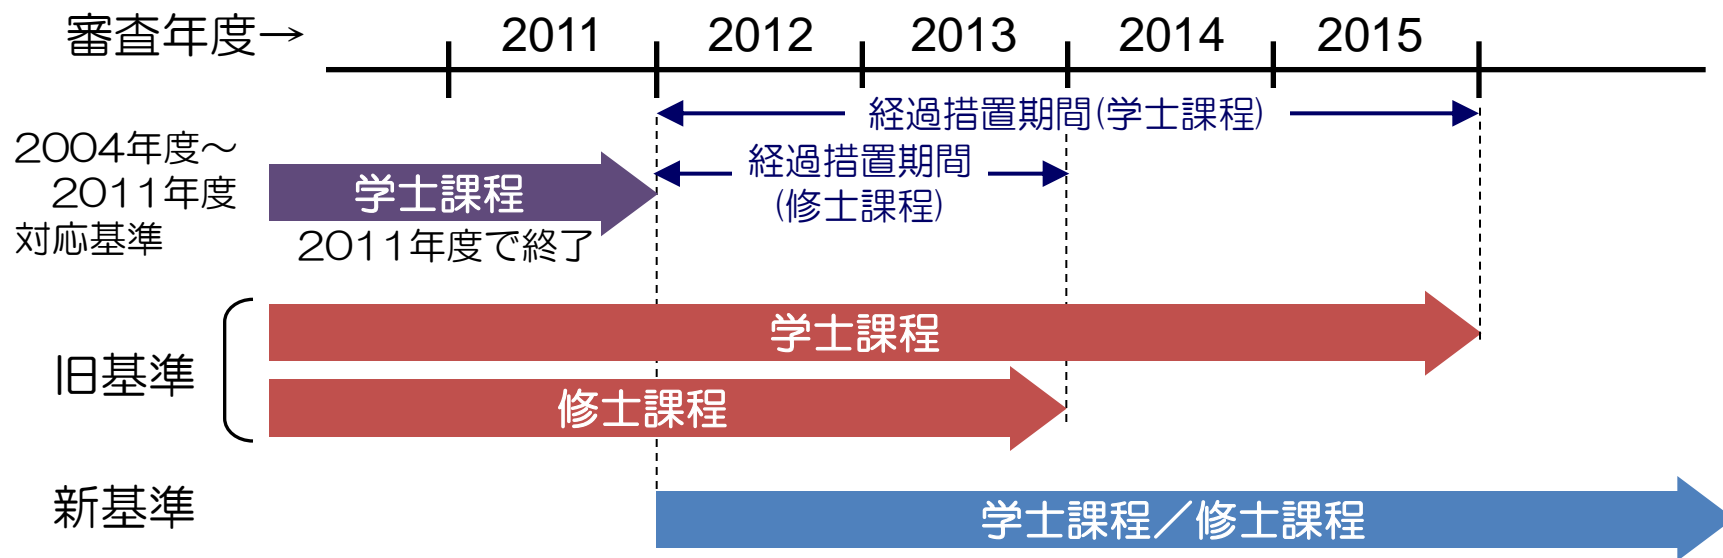 審査年度→
2011 2012 2013 2014 2015
経過措置期間(学士課程)
経過措置期間
(修士課程)
2004年度～
2011年度
対応基準
学士課程
2011年度で終了
旧基準
学士課程
修士課程
新基準
学士課程／修士課程